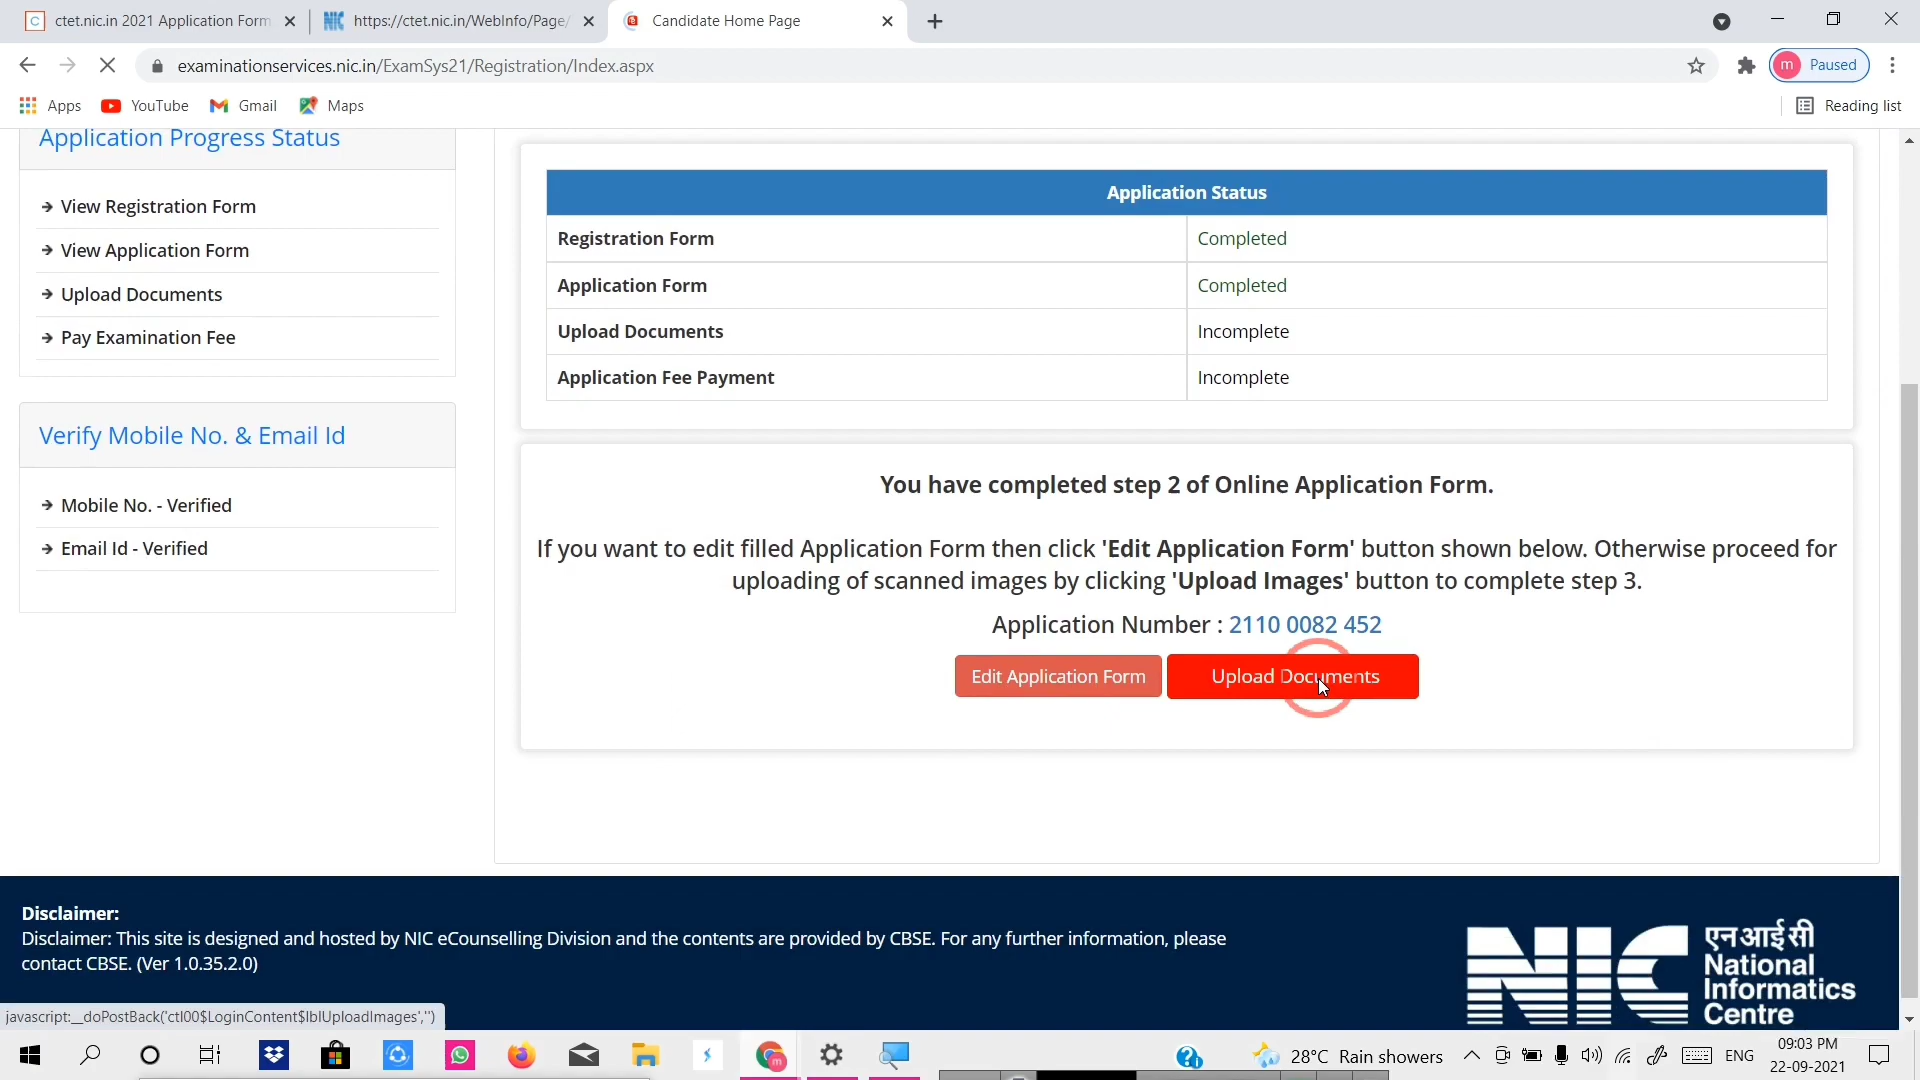 ctet.nic.in 2021 Application Form
https://ctet.nic.in/WebInfo/Page/
Candidate Home Page
examinationservices.nic.in/ExamSys21/Registration/Index.aspx
m Paused
Apps YouTube Gmail Maps Reading list
Application Progress Status
View Registration Form
View Application Form
Upload Documents
Pay Examination Fee
Verify Mobile No. & Email Id
Mobile No. - Verified
Email Id - Verified
Application Status
Registration Form Completed
Application Form Completed
Upload Documents Incomplete
Application Fee Payment Incomplete
You have completed step 2 of Online Application Form.
If you want to edit filled Application Form then click 'Edit Application Form' button shown below. Otherwise proceed for
uploading of scanned images by clicking 'Upload Images' button to complete step 3.
Application Number : 2110 0082 452
Edit Application Form Upload Documents
Disclaimer:
Disclaimer: This site is designed and hosted by NIC eCounselling Division and the contents are provided by CBSE. For any further information, please
contact CBSE. (Ver 1.0.35.2.0)
NIC
एन आई सी
National
Informatics
Centre
javascript:__doPostBack('ctl00$LoginContent$lblUploadImages','')
28°C Rain showers ENG
09:03 PM
22-09-2021